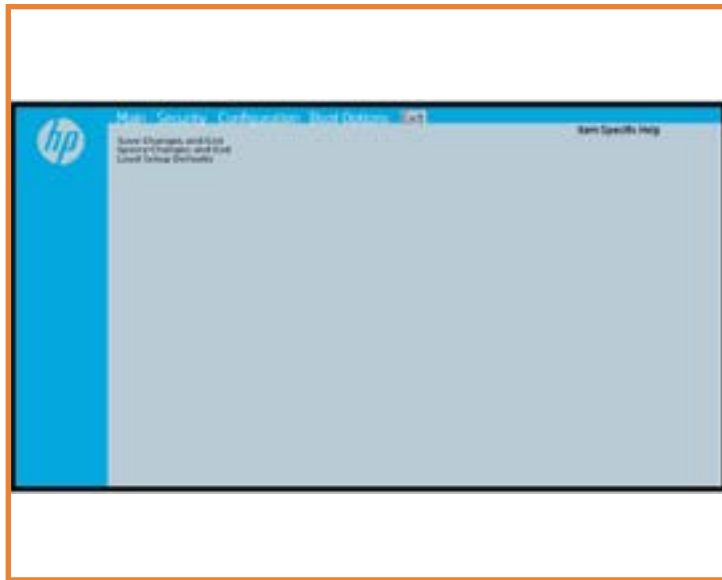 hp
Main Security Configuration Boot Options Exit
Item Specific Help
Save Changes and Exit
Ignore Changes and Exit
Load Setup Defaults